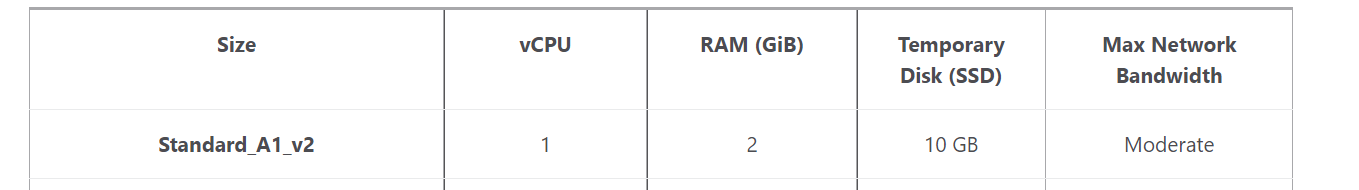 Size vCPU RAM (GiB) Temporary Disk (SSD) Max Network Bandwidth
Standard_A1_v2 1 2 10 GB Moderate